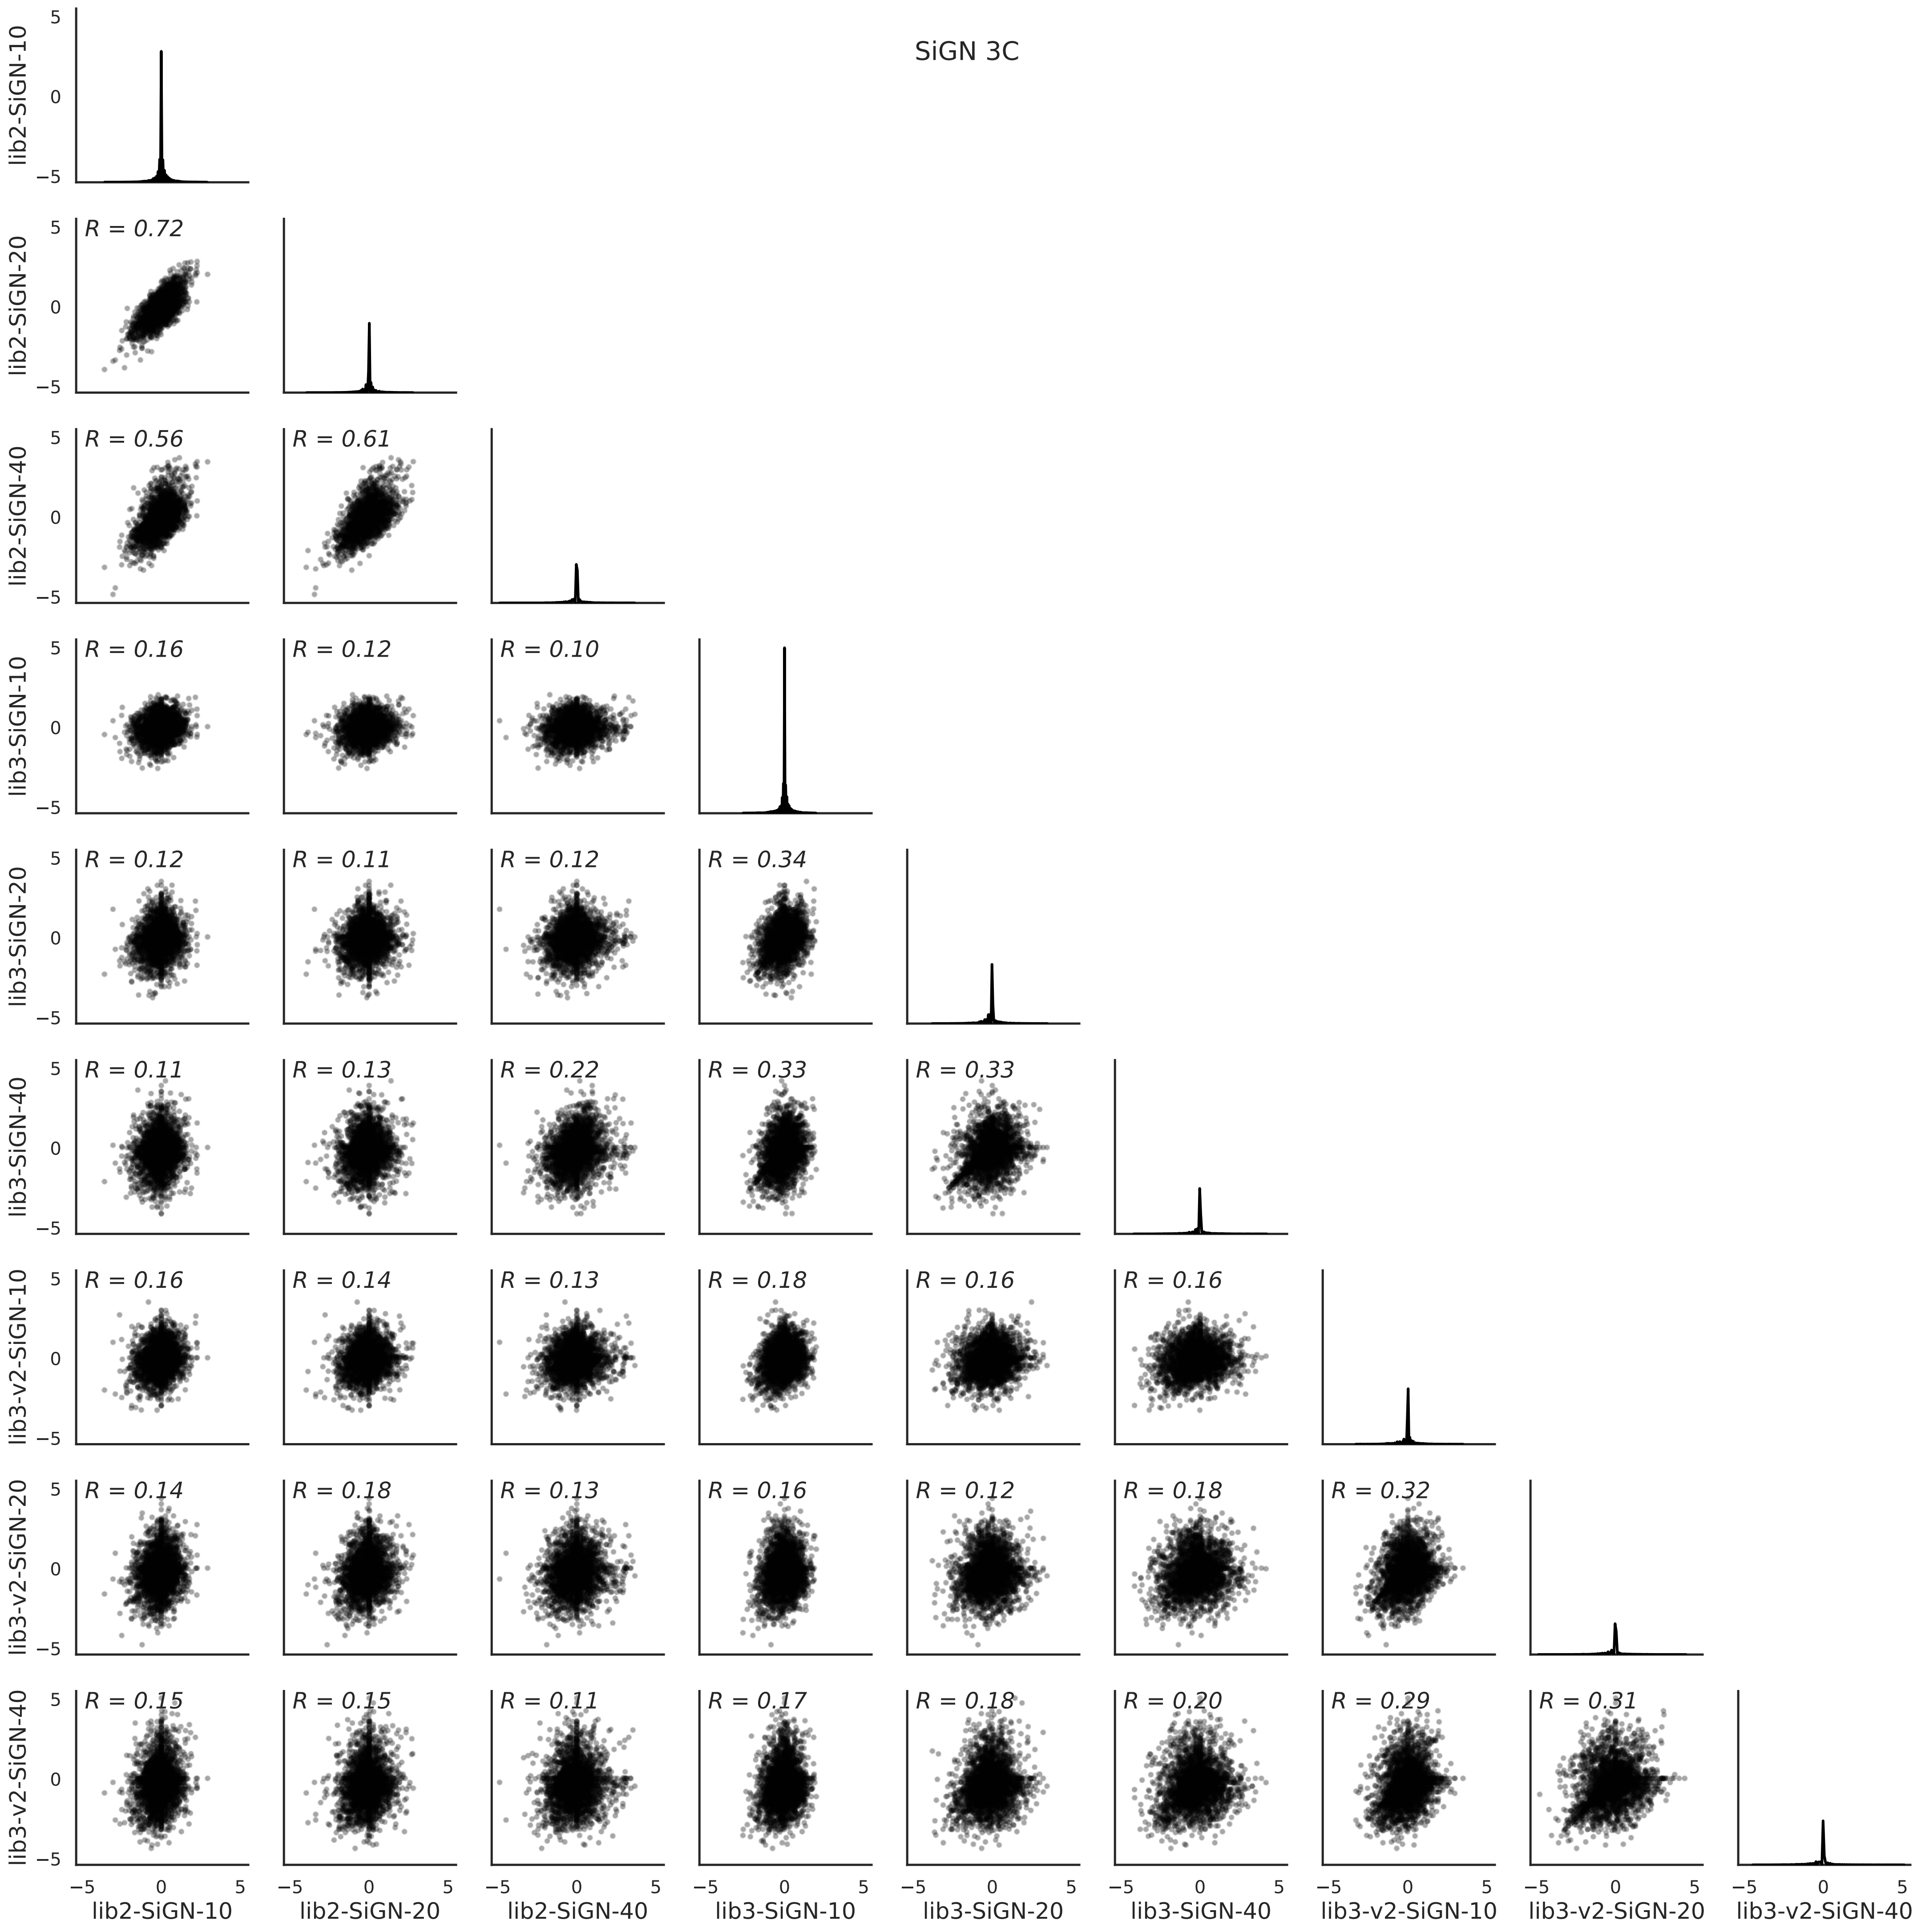 SiGN 3C
5
0
−5
lib2-SiGN-10
R = 0.72
5
0
−5
lib2-SiGN-20
R = 0.56
R = 0.61
5
0
−5
lib2-SiGN-40
R = 0.16
R = 0.12
R = 0.10
5
0
−5
lib3-SiGN-10
R = 0.12
R = 0.11
R = 0.12
R = 0.34
5
0
−5
lib3-SiGN-20
R = 0.11
R = 0.13
R = 0.22
R = 0.33
R = 0.33
5
0
−5
lib3-SiGN-40
R = 0.16
R = 0.14
R = 0.13
R = 0.18
R = 0.16
R = 0.16
5
0
−5
lib3-v2-SiGN-10
R = 0.14
R = 0.18
R = 0.13
R = 0.16
R = 0.12
R = 0.18
R = 0.32
5
0
−5
lib3-v2-SiGN-20
R = 0.15
R = 0.15
R = 0.11
R = 0.17
R = 0.18
R = 0.20
R = 0.29
R = 0.31
5
0
−5
lib3-v2-SiGN-40
−5 0 5
−5 0 5
−5 0 5
−5 0 5
−5 0 5
−5 0 5
−5 0 5
−5 0 5
−5 0 5
lib2-SiGN-10
lib2-SiGN-20
lib2-SiGN-40
lib3-SiGN-10
lib3-SiGN-20
lib3-SiGN-40
lib3-v2-SiGN-10
lib3-v2-SiGN-20
lib3-v2-SiGN-40